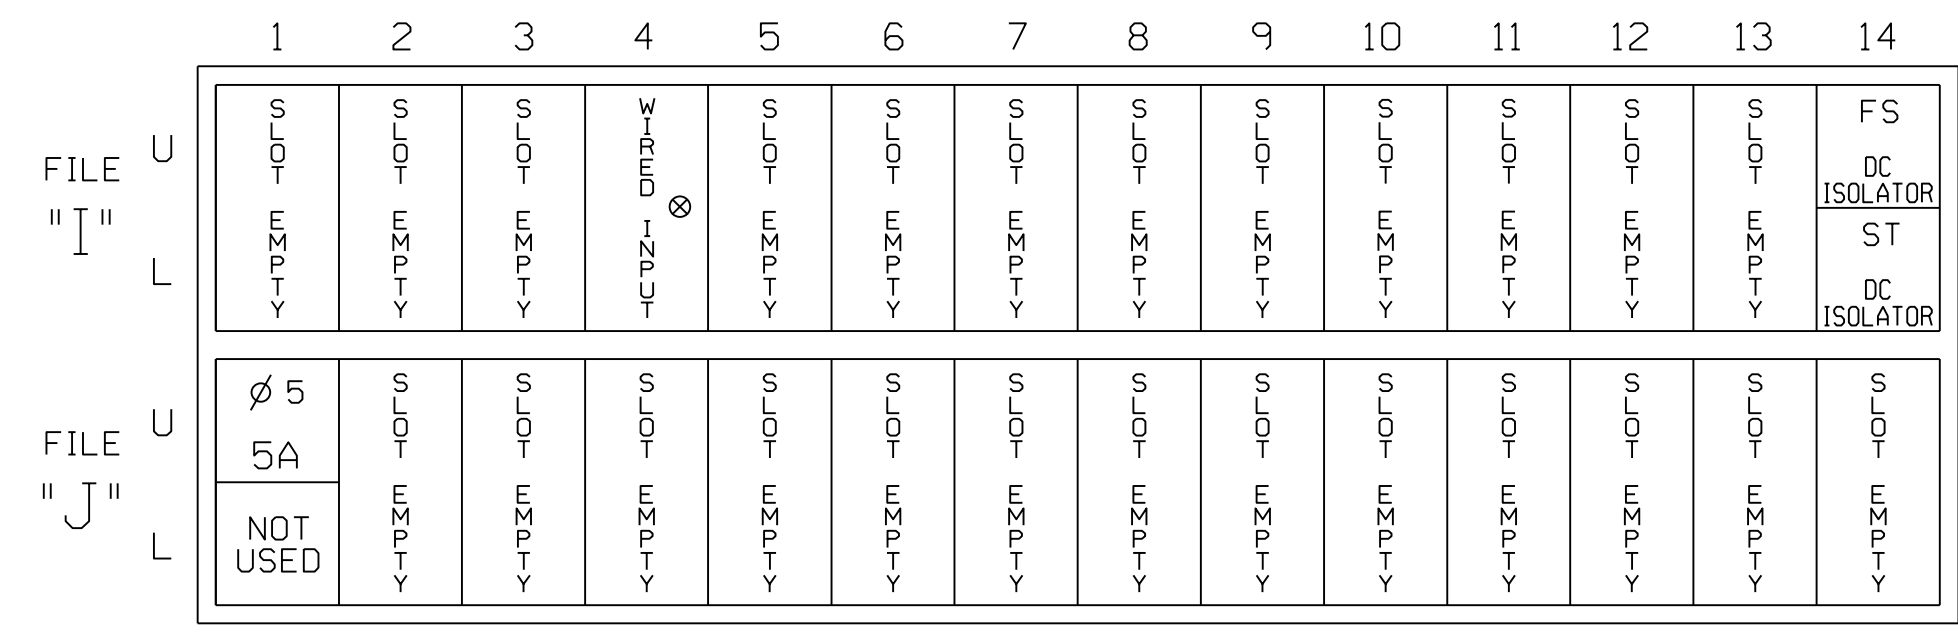 1 2 3 4 5 6 7 8 9 10 11 12 13 14
FILE "I"
U
L
SLOT EMPTY
SLOT EMPTY
SLOT EMPTY
WIRED INPUT
SLOT EMPTY
SLOT EMPTY
SLOT EMPTY
SLOT EMPTY
SLOT EMPTY
SLOT EMPTY
SLOT EMPTY
SLOT EMPTY
SLOT EMPTY
FS
DC
ISOLATOR
ST
DC
ISOLATOR
FILE "J"
U
L
∅ 5
5A
NOT
USED
SLOT EMPTY
SLOT EMPTY
SLOT EMPTY
SLOT EMPTY
SLOT EMPTY
SLOT EMPTY
SLOT EMPTY
SLOT EMPTY
SLOT EMPTY
SLOT EMPTY
SLOT EMPTY
SLOT EMPTY
SLOT EMPTY